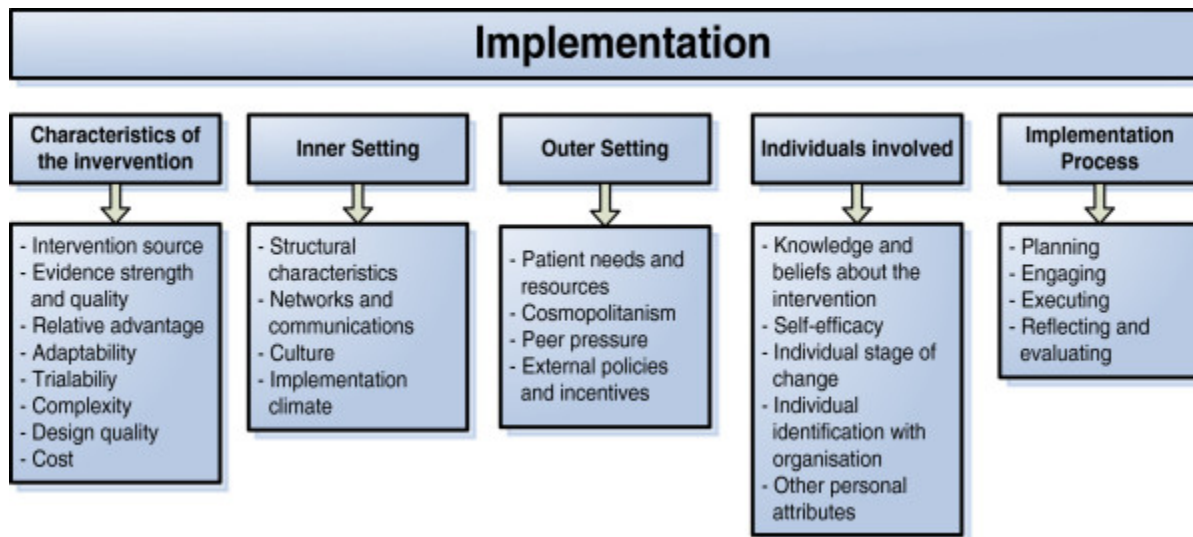 Implementation
Characteristics of
the invervention
Inner Setting
Outer Setting
Individuals involved
Implementation
Process
- Intervention source
- Evidence strength
and quality
- Relative advantage
- Adaptability
- Trialabiliy
- Complexity
- Design quality
- Cost
- Structural
characteristics
- Networks and
communications
- Culture
- Implementation
climate
- Patient needs and
resources
- Cosmopolitanism
- Peer pressure
- External policies
and incentives
- Knowledge and
beliefs about the
intervention
- Self-efficacy
- Individual stage of
change
- Individual
identification with
organisation
- Other personal
attributes
- Planning
- Engaging
- Executing
- Reflecting and
evaluating